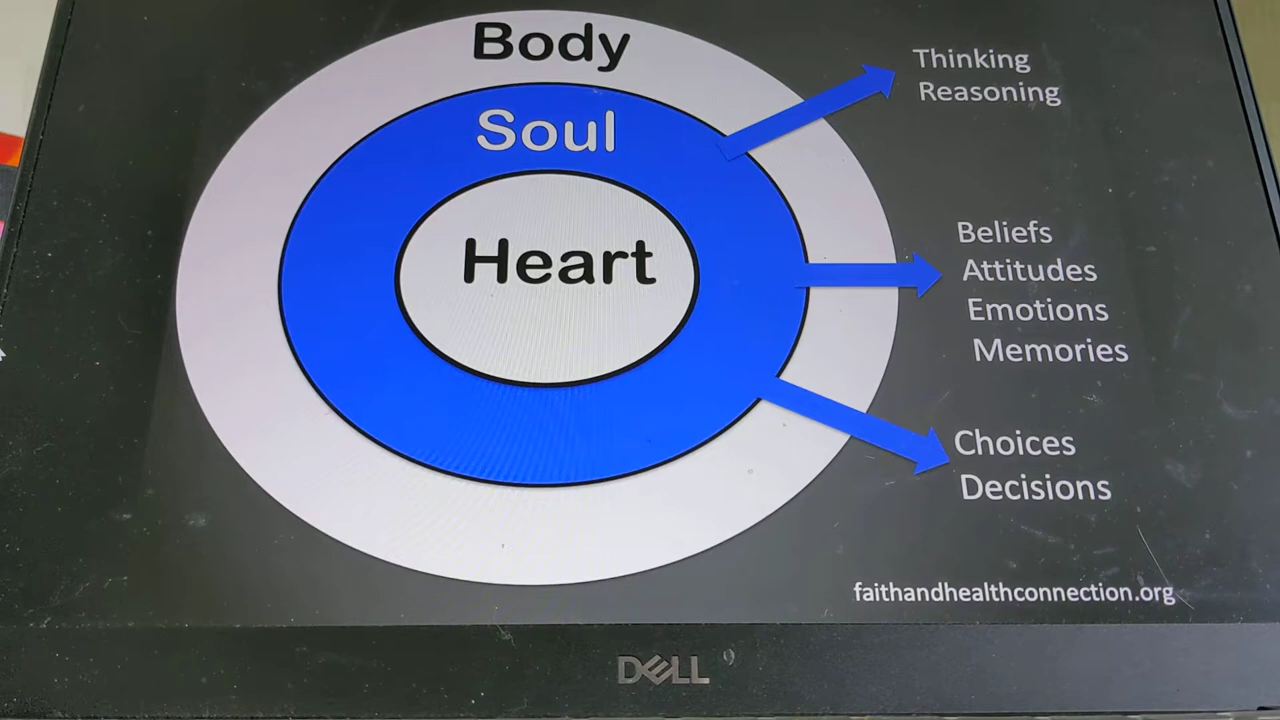 Body
Soul
Heart
Thinking
Reasoning
Beliefs
Attitudes
Emotions
Memories
Choices
Decisions
faithandhealthconnection.org
DELL